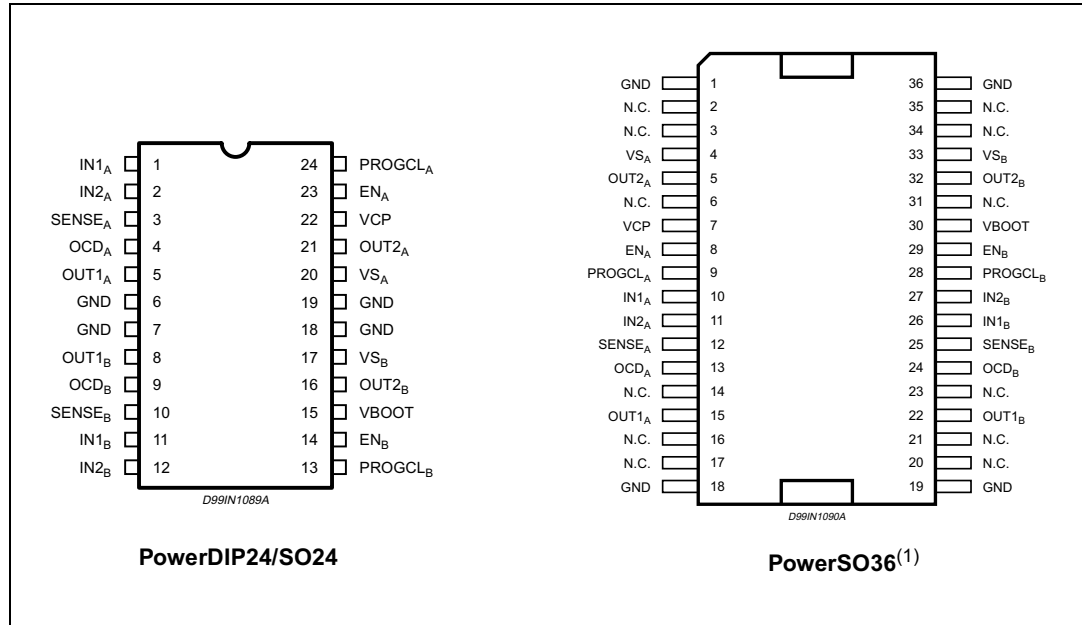 IN1A 1 24 PROGCLA
IN2A 2 23 ENA
SENSEA 3 22 VCP
OCDA 4 21 OUT2A
OUT1A 5 20 VSA
GND 6 19 GND
GND 7 18 GND
OUT1B 8 17 VSB
OCDB 9 16 OUT2B
SENSEB 10 15 VBOOT
IN1B 11 14 ENB
IN2B 12 13 PROGCLB
D99IN1089A
PowerDIP24/SO24
GND 1 36 GND
N.C. 2 35 N.C.
N.C. 3 34 N.C.
VSA 4 33 VSB
OUT2A 5 32 OUT2B
N.C. 6 31 N.C.
VCP 7 30 VBOOT
ENA 8 29 ENB
PROGCLA 9 28 PROGCLB
IN1A 10 27 IN2B
IN2A 11 26 IN1B
SENSEA 12 25 SENSEB
OCDA 13 24 OCDB
N.C. 14 23 N.C.
OUT1A 15 22 OUT1B
N.C. 16 21 N.C.
N.C. 17 20 N.C.
GND 18 19 GND
D99IN1090A
PowerSO36(1)